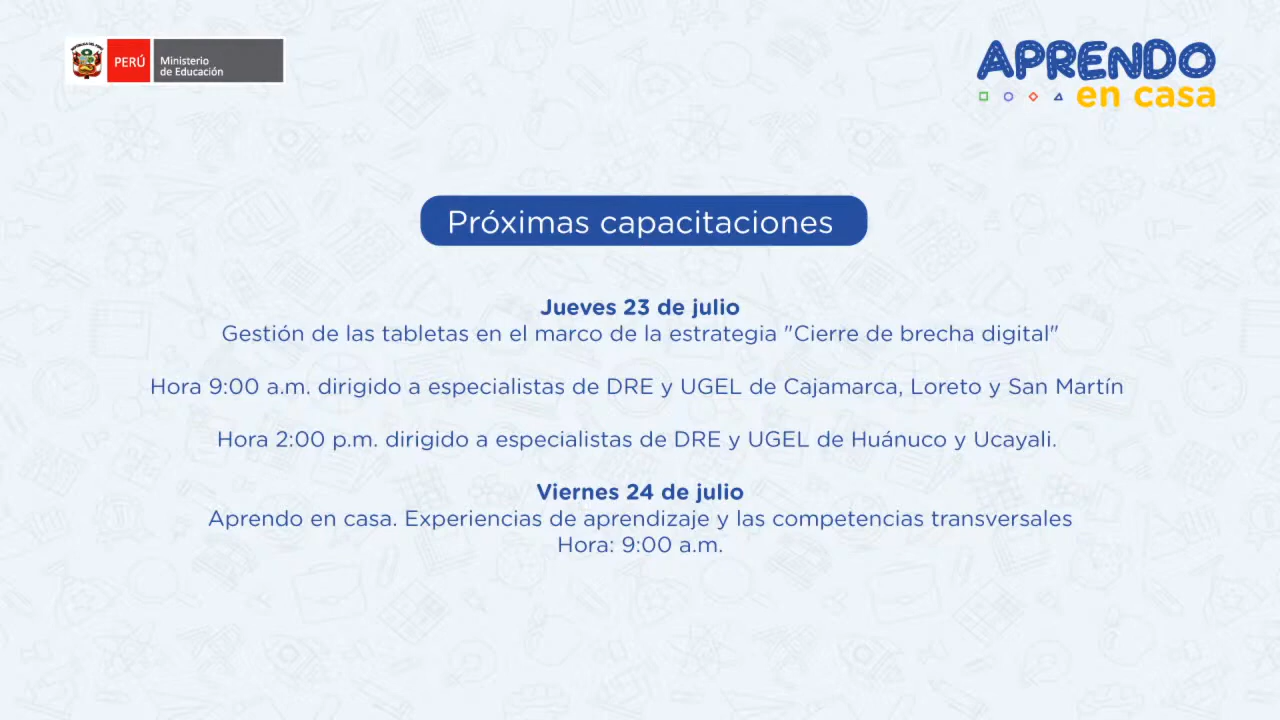 PERÚ
Ministerio
de Educación
APRENDO
en casa
Próximas capacitaciones
Jueves 23 de julio
Gestión de las tabletas en el marco de la estrategia "Cierre de brecha digital"
Hora 9:00 a.m. dirigido a especialistas de DRE y UGEL de Cajamarca, Loreto y San Martín
Hora 2:00 p.m. dirigido a especialistas de DRE y UGEL de Huánuco y Ucayali.
Viernes 24 de julio
Aprendo en casa. Experiencias de aprendizaje y las competencias transversales
Hora: 9:00 a.m.